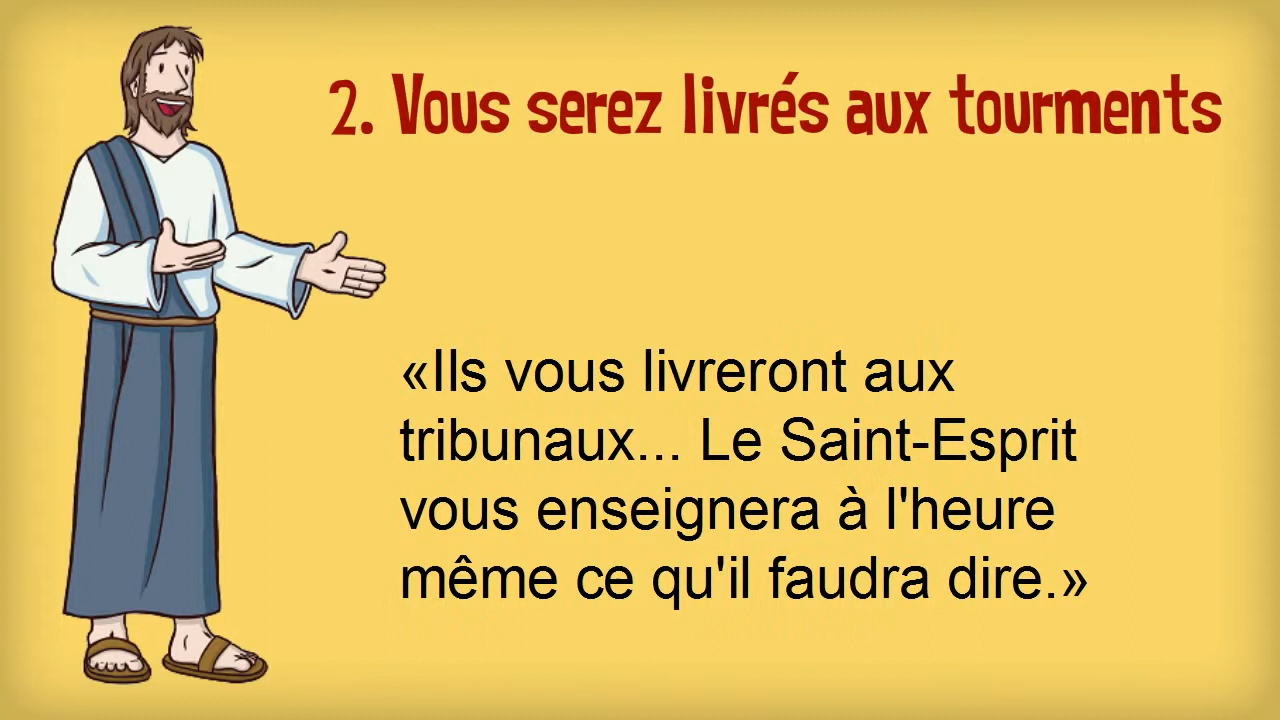 2. Vous serez livrés aux tourments
«Ils vous livreront aux
tribunaux... Le Saint-Esprit
vous enseignera à l'heure
même ce qu'il faudra dire.»